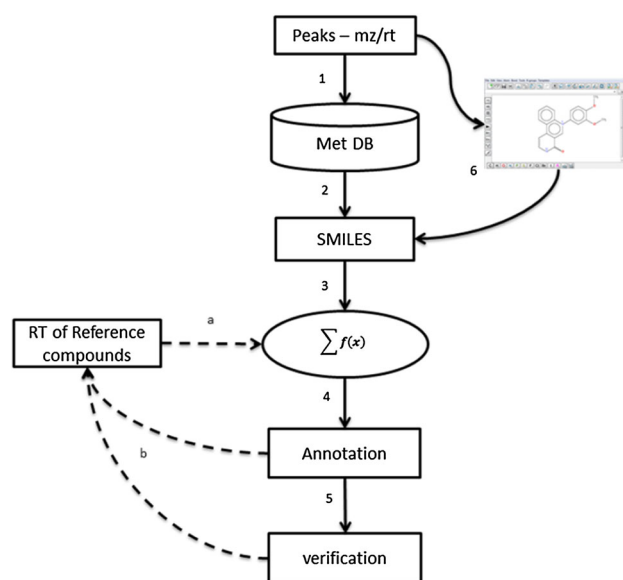 Peaks – mz/rt
1
Met DB
6
2
SMILES
3
a
RT of Reference
compounds
∑ f(x)
4
b
Annotation
5
verification